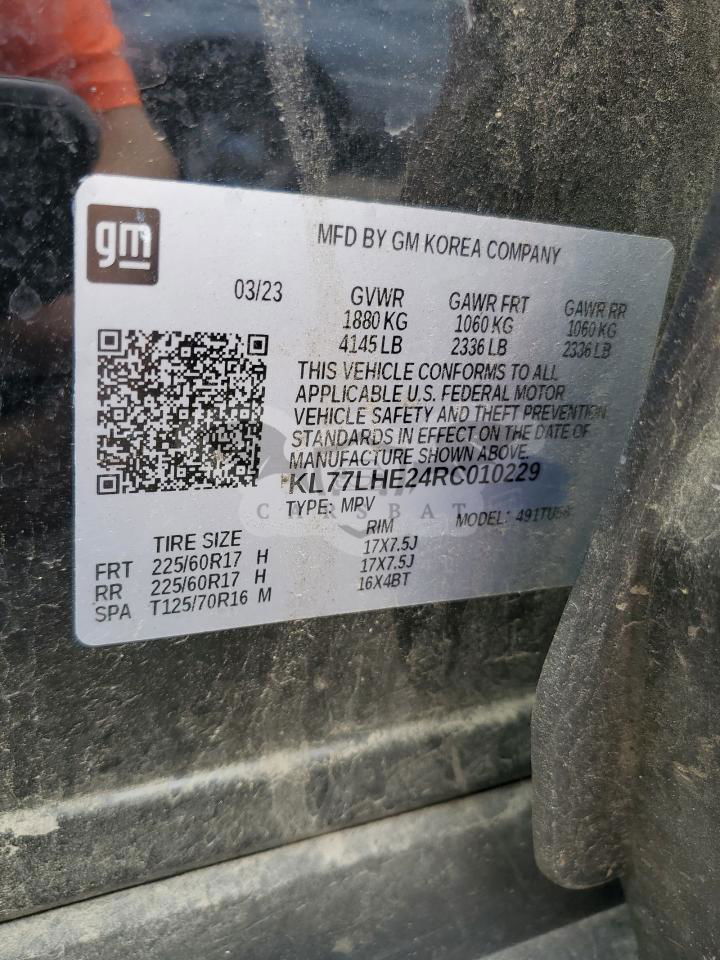 gm
MFD BY GM KOREA COMPANY
03/23 GVWR GAWR FRT GAWR RR
1880 KG 1060 KG 1060 KG
4145 LB 2336 LB 2336 LB
THIS VEHICLE CONFORMS TO ALL
APPLICABLE U.S. FEDERAL MOTOR
VEHICLE SAFETY AND THEFT PREVENTION
STANDARDS IN EFFECT ON THE DATE OF
MANUFACTURE SHOWN ABOVE.
KL77LHE24RC010229
TYPE: MPV MODEL:
CARSBAT
TIRE SIZE RIM
FRT 225/60R17 H 17X7.5J
RR 225/60R17 H 17X7.5J
SPA T125/70R16 M 16X4BT